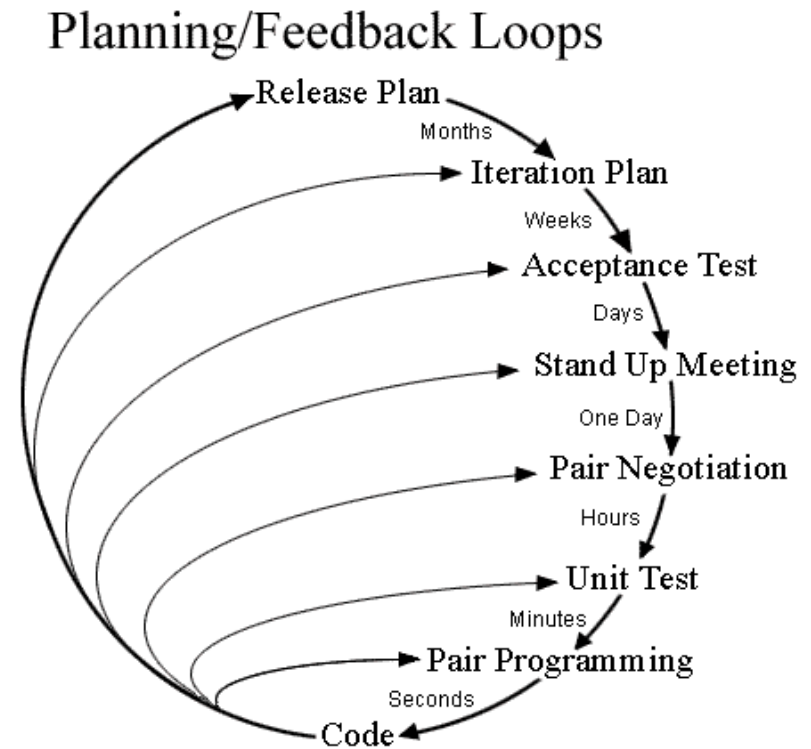 Planning/Feedback Loops
Release Plan
Months
Iteration Plan
Weeks
Acceptance Test
Days
Stand Up Meeting
One Day
Pair Negotiation
Hours
Unit Test
Minutes
Pair Programming
Seconds
Code